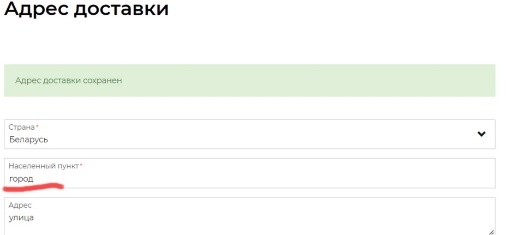 Адрес доставки
Адрес доставки сохранен
Страна*
Беларусь
Населенный пункт*
город
Адрес
улица